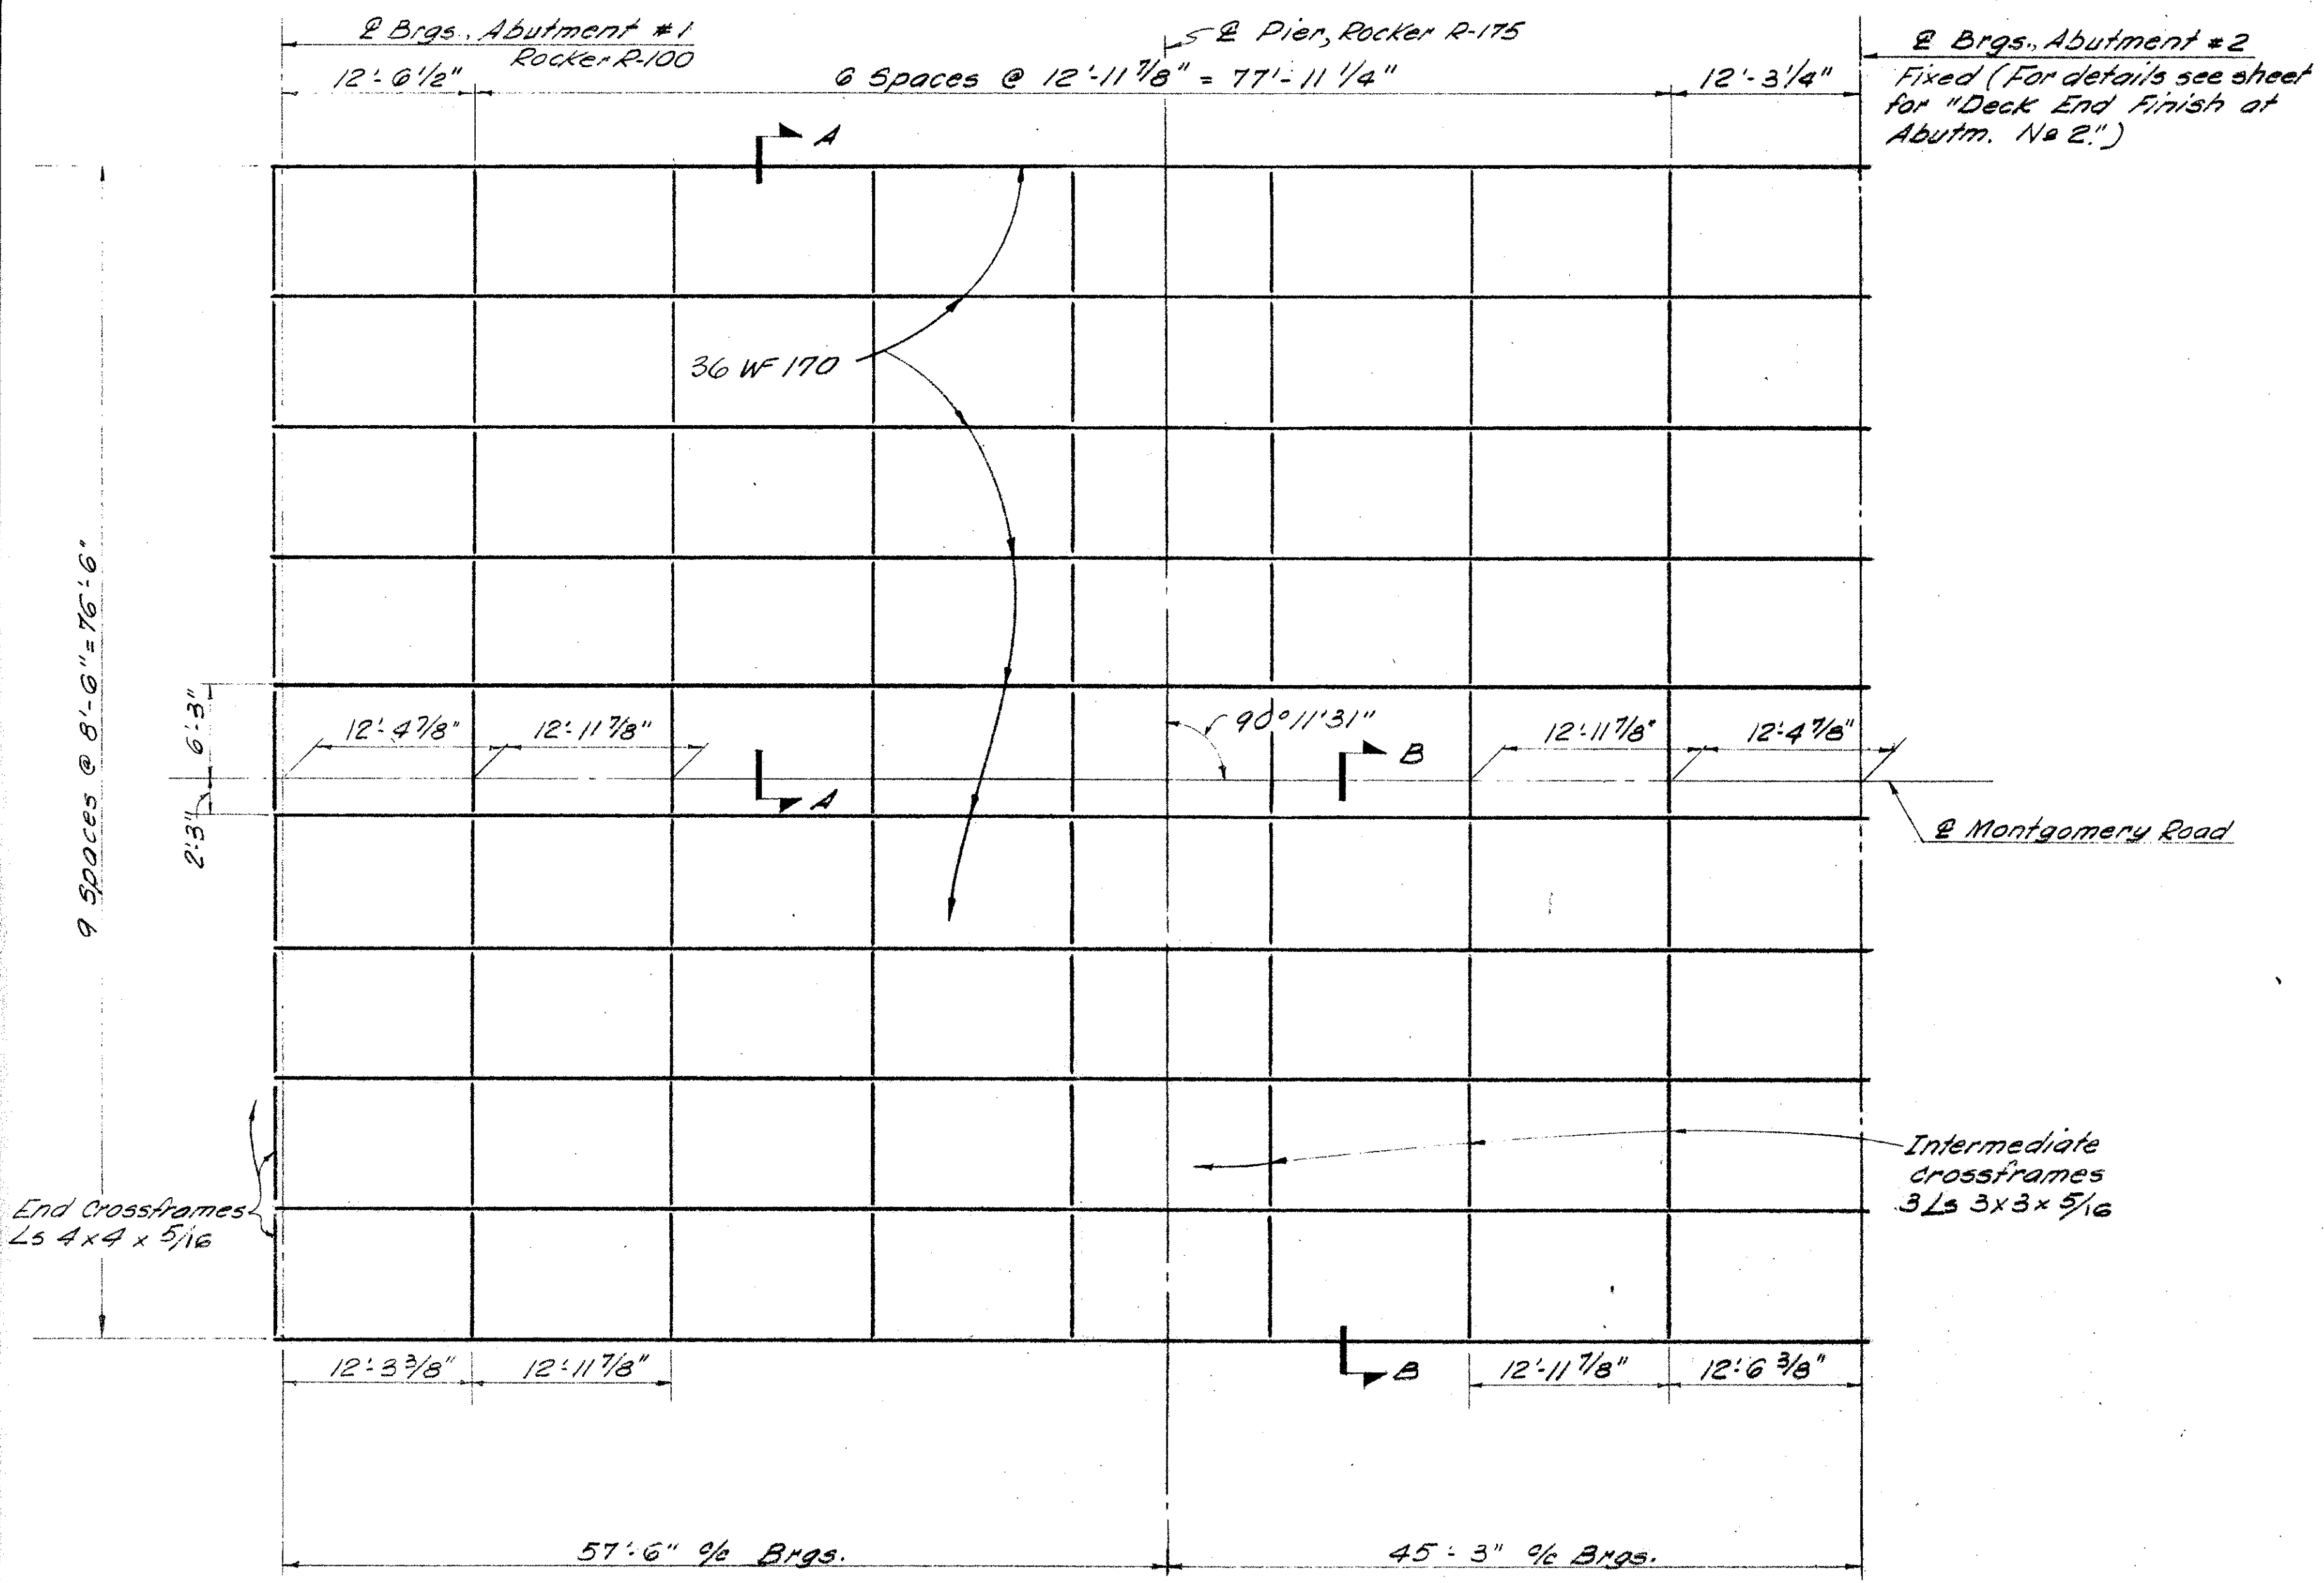 ℄ Brgs., Abutment #1
Rocker R-100
℄ Pier, Rocker R-175
℄ Brgs., Abutment #2
Fixed (For details see sheet
for "Deck End Finish at
Abutm. No 2".)
12'-6 1/2"
6 Spaces @ 12'-11 7/8" = 77'-11 1/4"
12'-3 1/4"
A
36 WF 170
9 Spaces @ 8'-6" = 76'-6"
6'-3"
2'-3"
12'-4 7/8"
12'-11 7/8"
90°11'31"
12'-11 7/8"
12'-4 7/8"
B
A
℄ Montgomery Road
Intermediate
crossframes
3 Ls 3x3x 5/16
End Crossframes
Ls 4x4 x 5/16
12'-3 3/8"
12'-11 7/8"
B
12'-11 7/8"
12'-6 3/8"
57'-6" c/c Brgs.
45'-3" c/c Brgs.